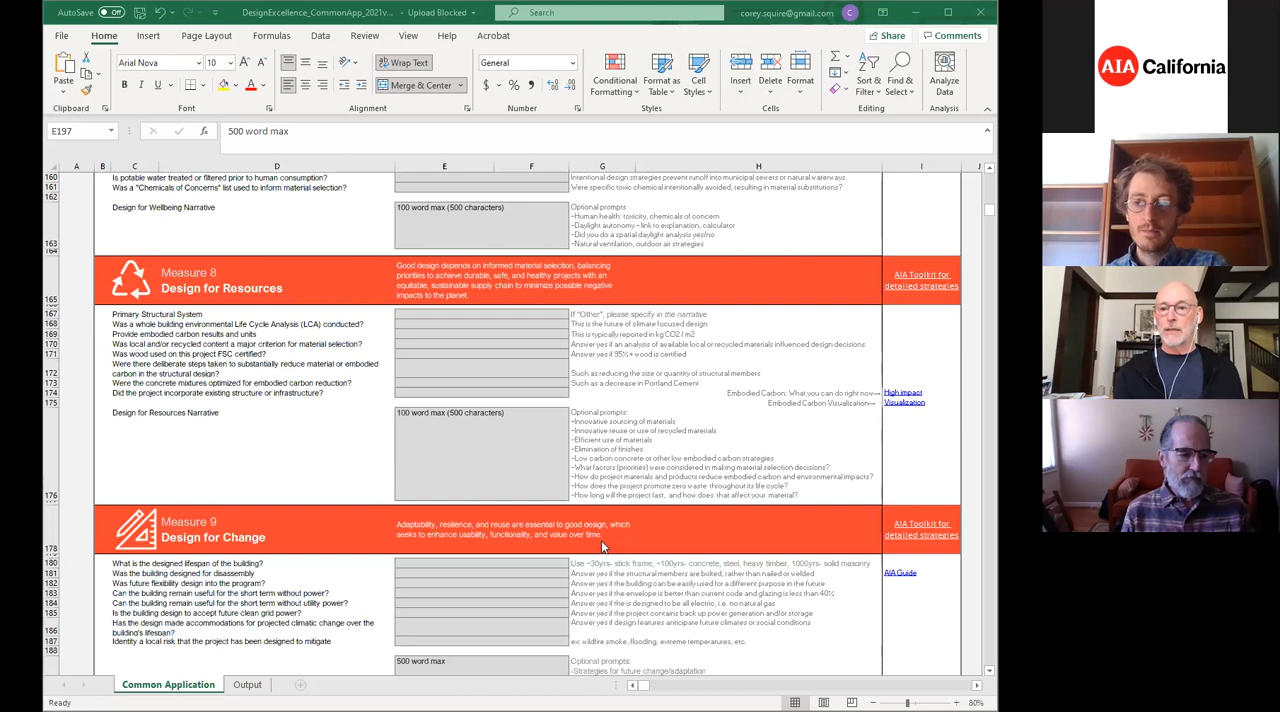 AutoSave Off DesignExcellence_CommonApp_2021v... - Upload Blocked Search corey.squire@gmail.com C
File Home Insert Page Layout Formulas Data Review View Help Acrobat Share Comments
Paste Arial Nova 10 A A Wrap Text General Conditional Formatting Format as Table Cell Styles Insert Delete Format Sort & Filter Find & Select Analyze Data
B I U A Merge & Center $ % 9
Clipboard Font Alignment Number Styles Cells Editing Analysis
E197 fx 500 word max
A B C D E F G H I J
160 Is potable water treated or filtered prior to human consumption? Intentional design strategies prevent runoff into municipal sewers or natural waterways
161 Was a "Chemicals of Concerns" list used to inform material selection? Were specific toxic chemical intentionally avoided, resulting in material substitutions?
162
Design for Wellbeing Narrative 100 word max (500 characters) Optional prompts
-Human health: toxicity, chemicals of concern
-Daylight autonomy - link to explanation, calculator
-Did you do a spatial daylight analysis yes/no
163 -Natural ventilation, outdoor air strategies
164
Measure 8
Design for Resources
Good design depends on informed material selection, balancing
priorities to achieve durable, safe, and healthy projects with an
equitable, sustainable supply chain to minimize possible negative
impacts to the planet.
AIA Toolkit for
detailed strategies
165
167 Primary Structural System If "Other", please specify in the narrative
168 Was a whole building environmental Life Cycle Analysis (LCA) conducted? This is the future of climate focused design
169 Provide embodied carbon results and units This is typically reported in kg CO2 / m2
170 Was local and/or recycled content a major criterion for material selection? Answer yes if an analysis of available local or recycled materials influenced design decisions
171 Was wood used on this project FSC certified? Answer yes if 95%+ wood is certified
Were there deliberate steps taken to substantially reduce material or embodied
172 carbon in the structural design? Such as reducing the size or quantity of structural members
173 Were the concrete mixtures optimized for embodied carbon reduction? Such as a decrease in Portland Cement
174 Did the project incorporate existing structure or infrastructure? Embodied Carbon: What you can do right now--> High impact
175 Embodied Carbon Visualization--> Visualization
Design for Resources Narrative 100 word max (500 characters) Optional prompts:
-Innovative sourcing of materials
-Innovative reuse or use of recycled materials
-Efficient use of materials
-Elimination of finishes
-Low carbon concrete or other low embodied carbon strategies
-What factors (priorities) were considered in making material selection decisions?
-How do project materials and products reduce embodied carbon and environmental impacts?
-How does the project promote zero waste throughout its life cycle?
176 -How long will the project last, and how does that affect your material?
Measure 9
Design for Change
Adaptability, resilience, and reuse are essential to good design, which
seeks to enhance usability, functionality, and value over time.
AIA Toolkit for
detailed strategies
178
180 What is the designed lifespan of the building? Use ~30yrs- stick frame, ~100yrs- concrete, steel, heavy timber, 1000yrs- solid masonry
181 Was the building designed for disassembly Answer yes if the structural members are bolted, rather than nailed or welded AIA Guide
182 Was future flexibility design into the program? Answer yes if the building can be easily used for a different purpose in the future
183 Can the building remain useful for the short term without power? Answer yes if the envelope is better than current code and glazing is less than 40%
184 Can the building remain useful for the short term without utility power? Answer yes if the is designed to be all electric, i.e. no natural gas
185 Is the building design to accept future clean grid power? Answer yes if the project contains back up power generation and/or storage
Has the design made accommodations for projected climatic change over the Answer yes if design features anticipate future climates or social conditions
186 building's lifespan?
187 Identity a local risk that the project has been designed to mitigate ex: wildfire smoke, flooding, extreme temperatures, etc.
188
500 word max Optional prompts:
-Strategies for future change/adaptation
Common Application Output
Ready 80%
AIA California